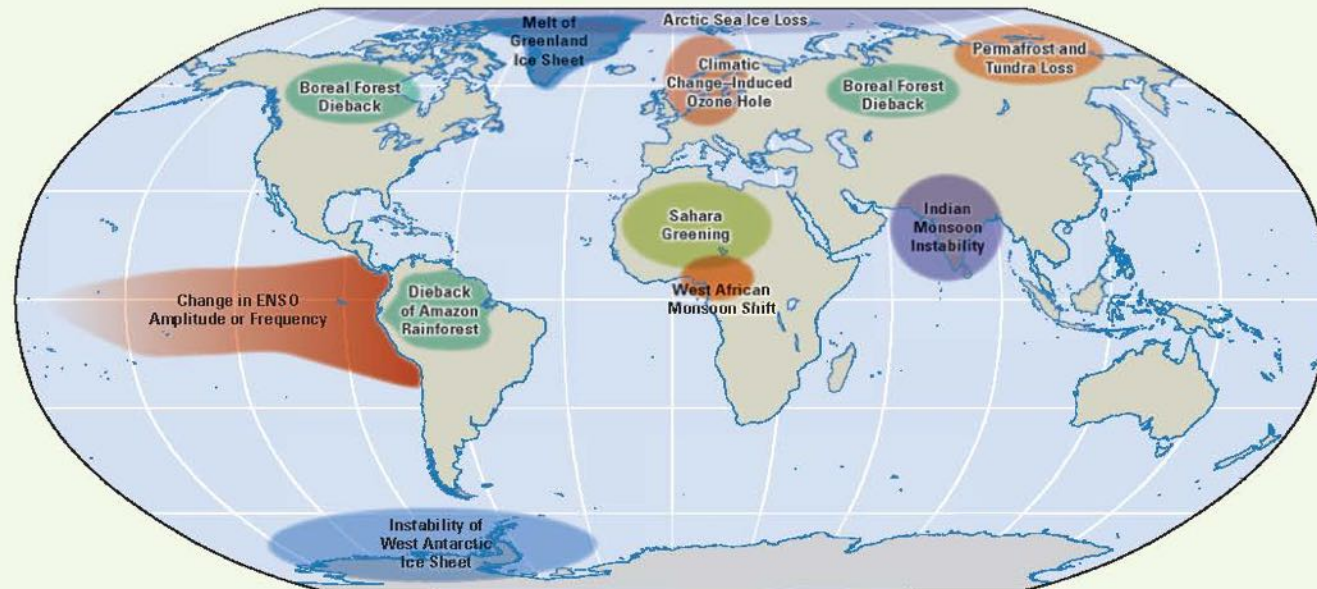 Arctic Sea Ice Loss
Melt of
Greenland
Ice Sheet
Climatic
Change–Induced
Ozone Hole
Permafrost and
Tundra Loss
Boreal Forest
Dieback
Boreal Forest
Dieback
Sahara
Greening
Indian
Monsoon
Instability
West African
Monsoon Shift
Change in ENSO
Amplitude or Frequency
Dieback
of Amazon
Rainforest
Instability of
West Antarctic
Ice Sheet